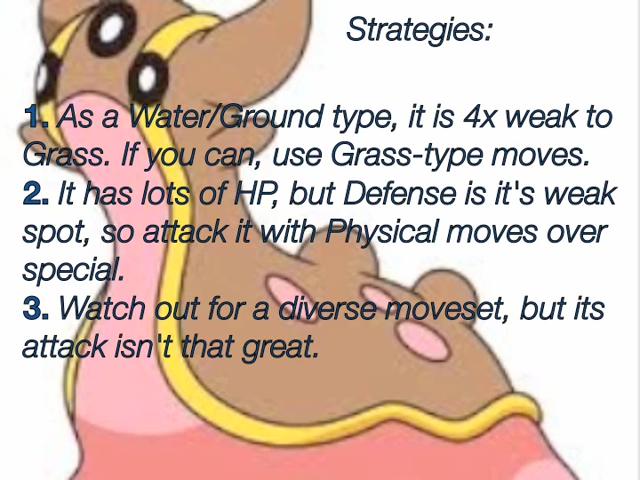 Strategies:
1. As a Water/Ground type, it is 4x weak to
Grass. If you can, use Grass-type moves.
2. It has lots of HP, but Defense is it's weak
spot, so attack it with Physical moves over
special.
3. Watch out for a diverse moveset, but its
attack isn't that great.